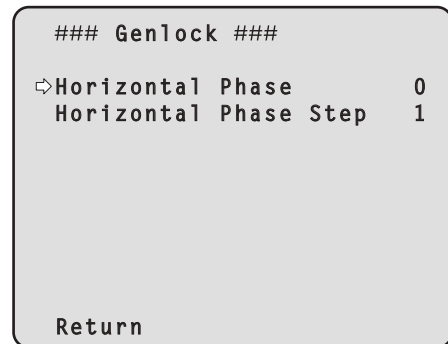 ### Genlock ###
⇨Horizontal Phase 0
Horizontal Phase Step 1
Return